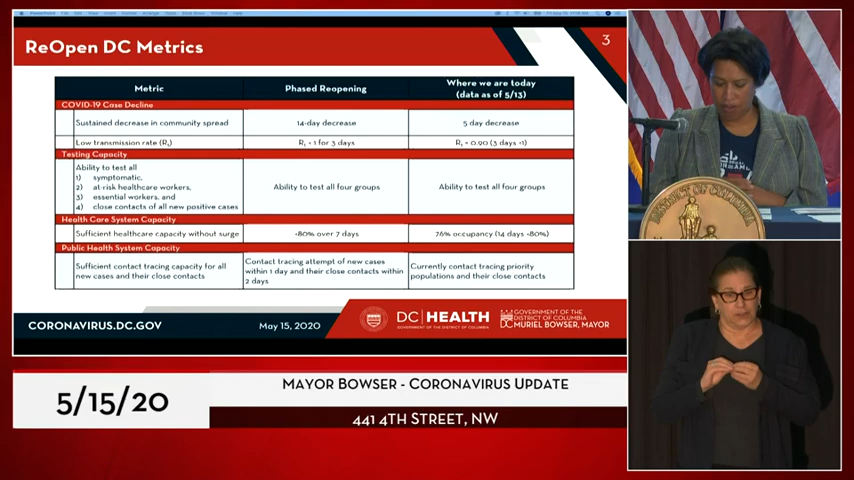 ReOpen DC Metrics
3
Metric
Phased Reopening
Where we are today
(data as of 5/13)
COVID-19 Case Decline
Sustained decrease in community spread
14-day decrease
5 day decrease
Low transmission rate (Rt)
Rt <1 for 3 days
Rt = 0.90 (3 days <1)
Testing Capacity
Ability to test all
1) symptomatic,
2) at-risk healthcare workers,
3) essential workers, and
4) close contacts of all new positive cases
Ability to test all four groups
Ability to test all four groups
Health Care System Capacity
Sufficient healthcare capacity without surge
<80% over 7 days
76% occupancy (14 days <80%)
Public Health System Capacity
Sufficient contact tracing capacity for all
new cases and their close contacts
Contact tracing attempt of new cases
within 1 day and their close contacts within
2 days
Currently contact tracing priority
populations and their contacts
CORONAVIRUS.DC.GOV
May 15, 2020
DC HEALTH
GOVERNMENT OF THE DISTRICT OF COLUMBIA
GOVERNMENT OF THE
DISTRICT OF COLUMBIA
DC MURIEL BOWSER, MAYOR
DISTRICT OF COLUMBIA
5/15/20
MAYOR BOWSER - CORONAVIRUS UPDATE
441 4TH STREET, NW